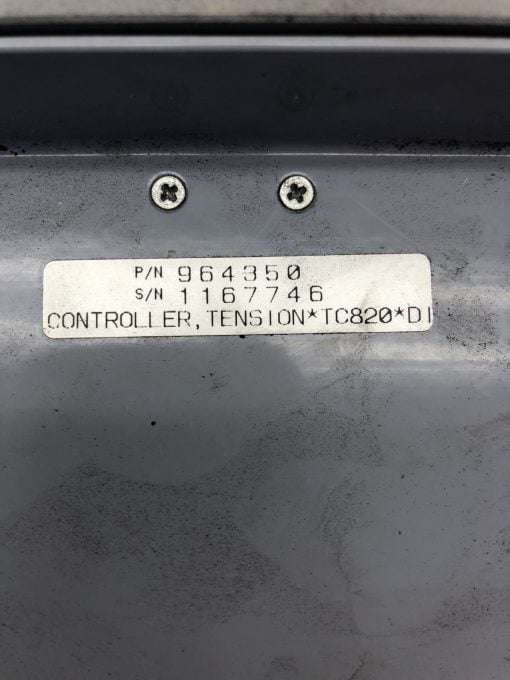 P/N 964350
S/N 1167746
CONTROLLER,TENSION*TC820*DI